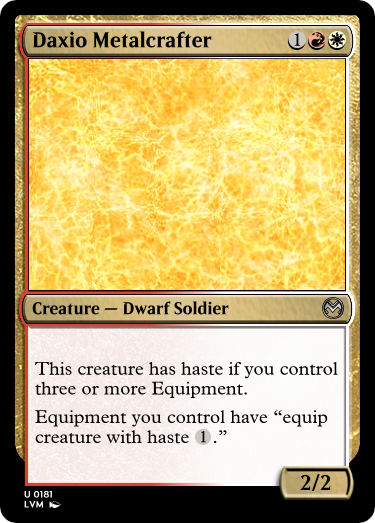 Daxio Metalcrafter 1
Creature — Dwarf Soldier
This creature has haste if you control
three or more Equipment.
Equipment you control have “equip
creature with haste 1.”
2/2
U 0181
LVM